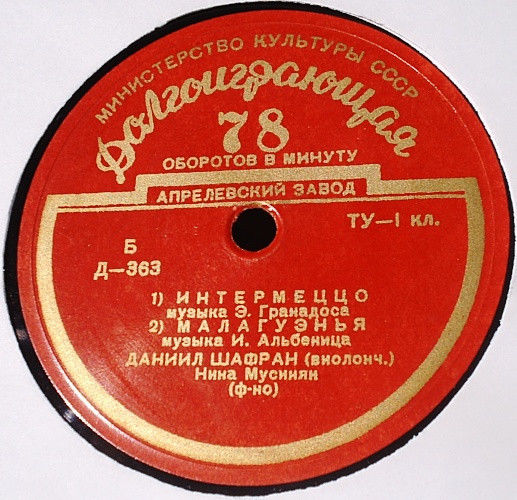 МИНИСТЕРСТВО КУЛЬТУРЫ СССР
Долгоиграющая
78
ОБОРОТОВ В МИНУТУ
АПРЕЛЕВСКИЙ ЗАВОД
ТУ—I кл.
Б
Д—363
1) ИНТЕРМЕЦЦО
музыка Э. Гранадоса
2) МАЛАГУЭНЬЯ
музыка И. Альбеница
ДАНИИЛ ШАФРАН (виолонч.)
Нина Мусинян
(ф-но)